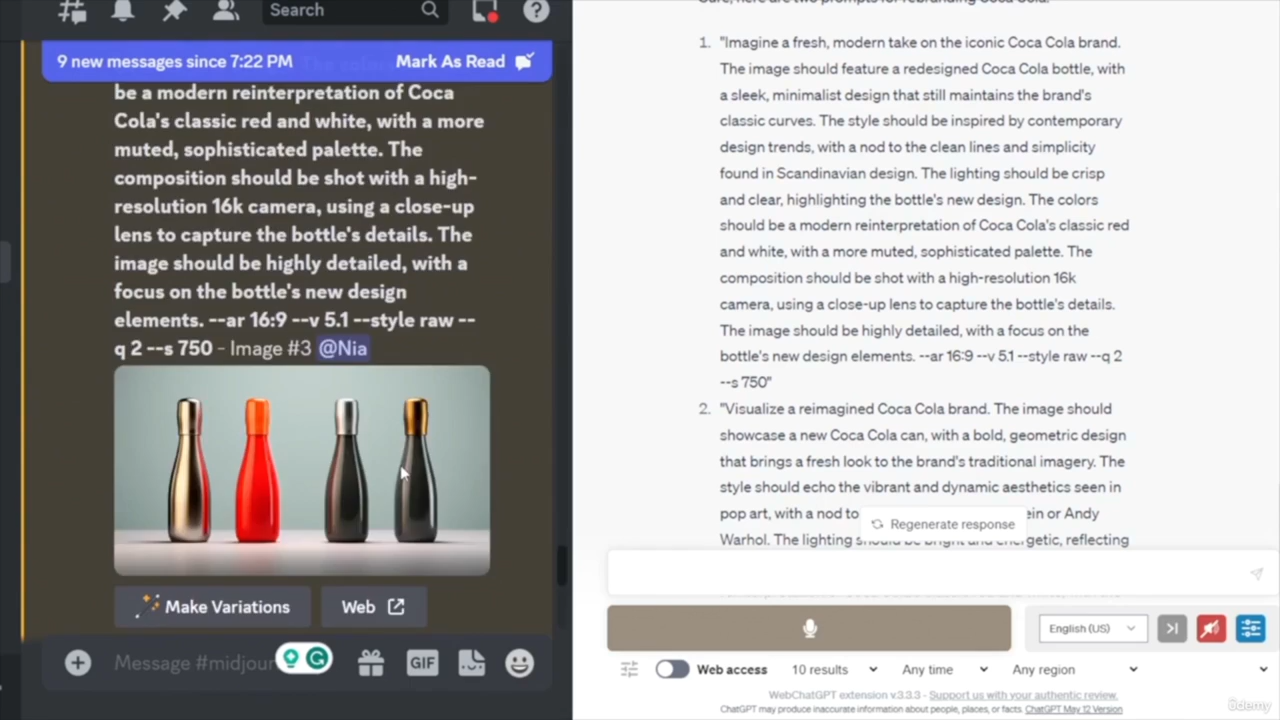 Search
9 new messages since 7:22 PM
Mark As Read
be a modern reinterpretation of Coca
Cola's classic red and white, with a more
muted, sophisticated palette. The
composition should be shot with a high-
resolution 16k camera, using a close-up
lens to capture the bottle's details. The
image should be highly detailed, with a
focus on the bottle's new design
elements. --ar 16:9 --v 5.1 --style raw --
q 2 --s 750 - Image #3 @Nia
Make Variations
Web
Message #midjour
GIF
1. "Imagine a fresh, modern take on the iconic Coca Cola brand.
The image should feature a redesigned Coca Cola bottle, with
a sleek, minimalist design that still maintains the brand's
classic curves. The style should be inspired by contemporary
design trends, with a nod to the clean lines and simplicity
found in Scandinavian design. The lighting should be crisp
and clear, highlighting the bottle's new design. The colors
should be a modern reinterpretation of Coca Cola's classic red
and white, with a more muted, sophisticated palette. The
composition should be shot with a high-resolution 16k
camera, using a close-up lens to capture the bottle's details.
The image should be highly detailed, with a focus on the
bottle's new design elements. --ar 16:9 --v 5.1 --style raw --q 2
--s 750"
2. "Visualize a reimagined Coca Cola brand. The image should
showcase a new Coca Cola can, with a bold, geometric design
that brings a fresh look to the brand's traditional imagery. The
style should echo the vibrant and dynamic aesthetics seen in
pop art, with a nod to
Andy
Regenerate response
Warhol. The lighting should be bright and energetic, reflecting
English (US)
Web access
10 results
Any time
Any region
WebChatGPT extension v.3.3.3 - Support us with your authentic review.
ChatGPT may produce inaccurate information about people, places, or facts. ChatGPT May 12 Version
ûdemy